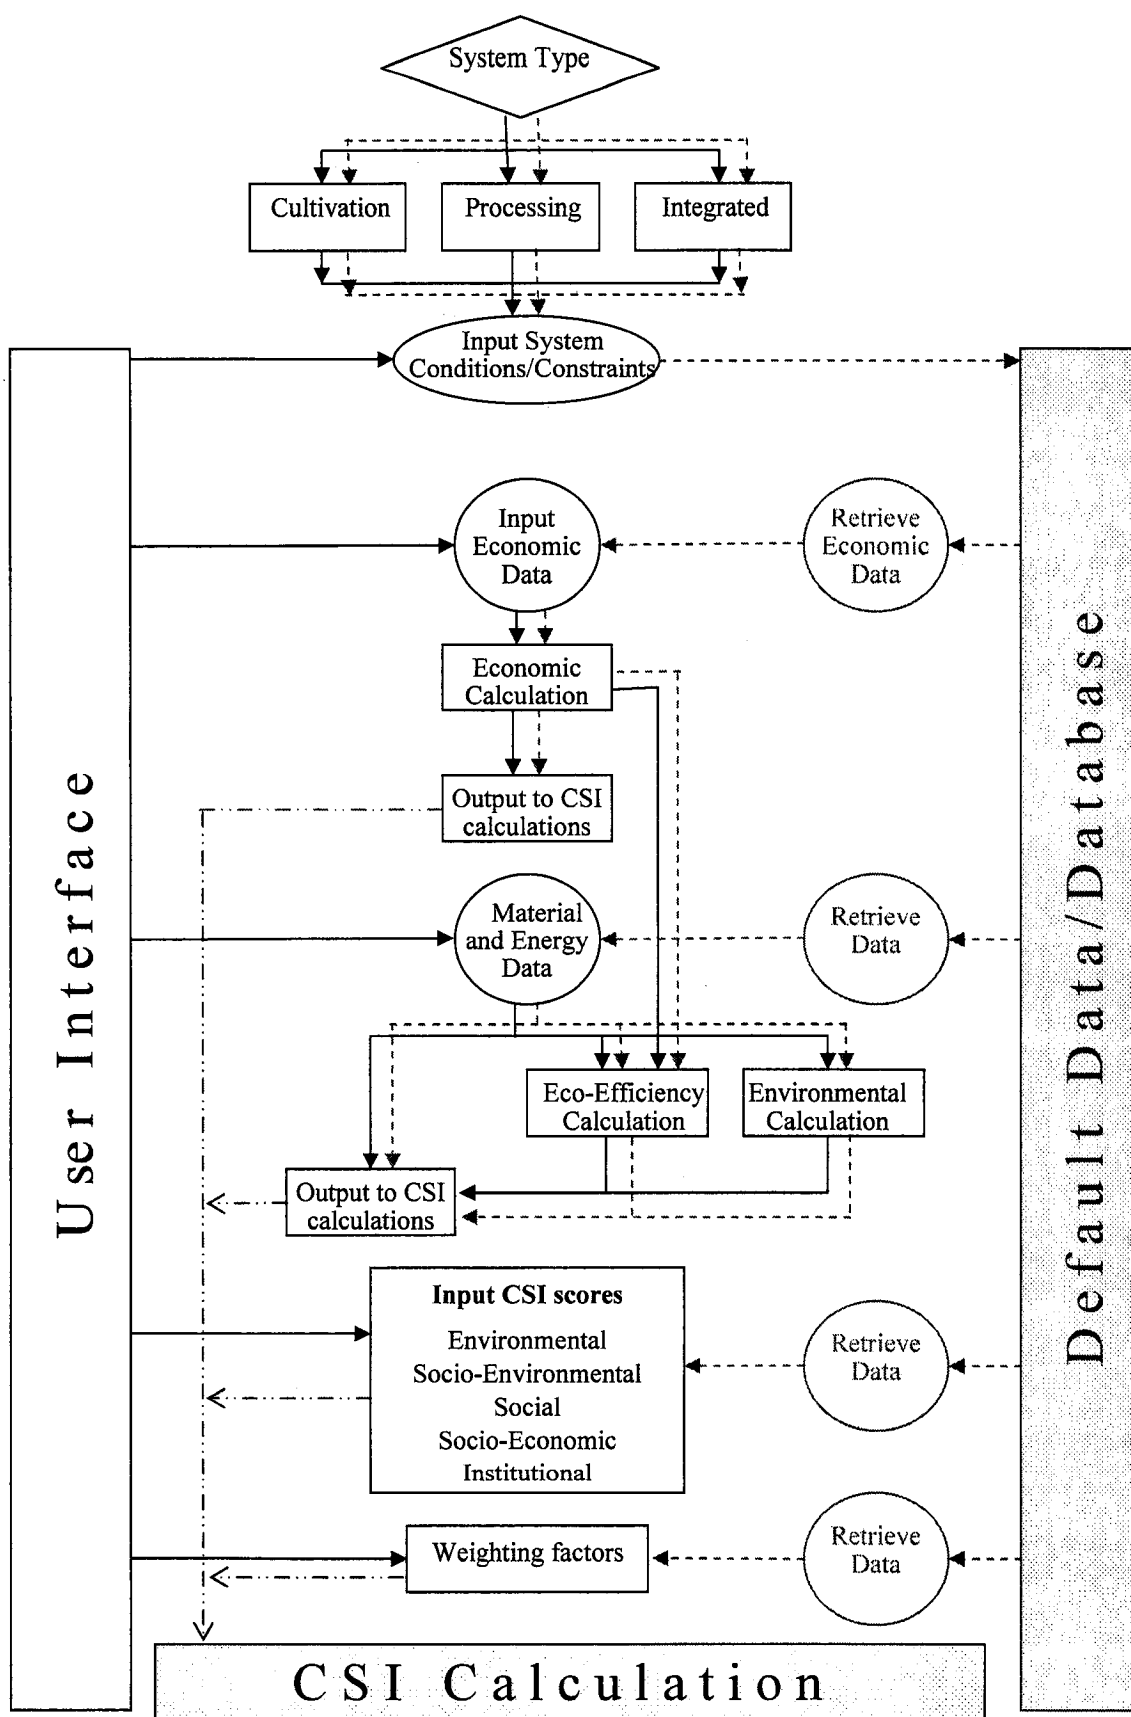 System Type
Cultivation
Processing
Integrated
Input System
Conditions/Constraints
Input
Economic
Data
Retrieve
Economic
Data
Economic
Calculation
Output to CSI
calculations
Material
and Energy
Data
Retrieve
Data
Eco-Efficiency
Calculation
Environmental
Calculation
Output to CSI
calculations
Input CSI scores
Environmental
Socio-Environmental
Social
Socio-Economic
Institutional
Retrieve
Data
Weighting factors
Retrieve
Data
User Interface
Default Data/Database
CSI Calculation